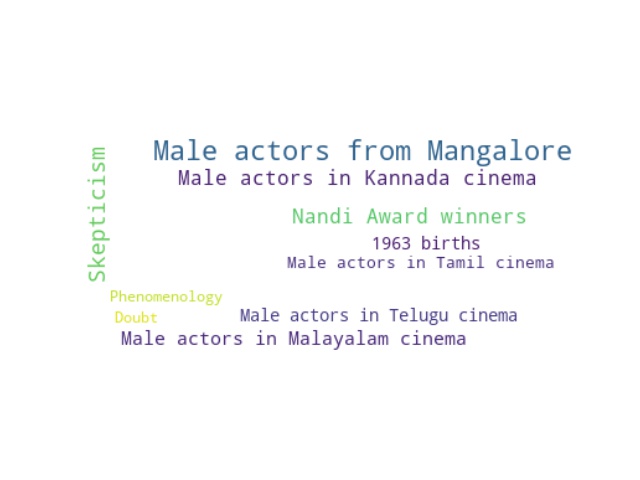 Skepticism
Male actors from Mangalore
Male actors in Kannada cinema
Nandi Award winners
1963 births
Male actors in Tamil cinema
Phenomenology
Doubt
Male actors in Telugu cinema
Male actors in Malayalam cinema